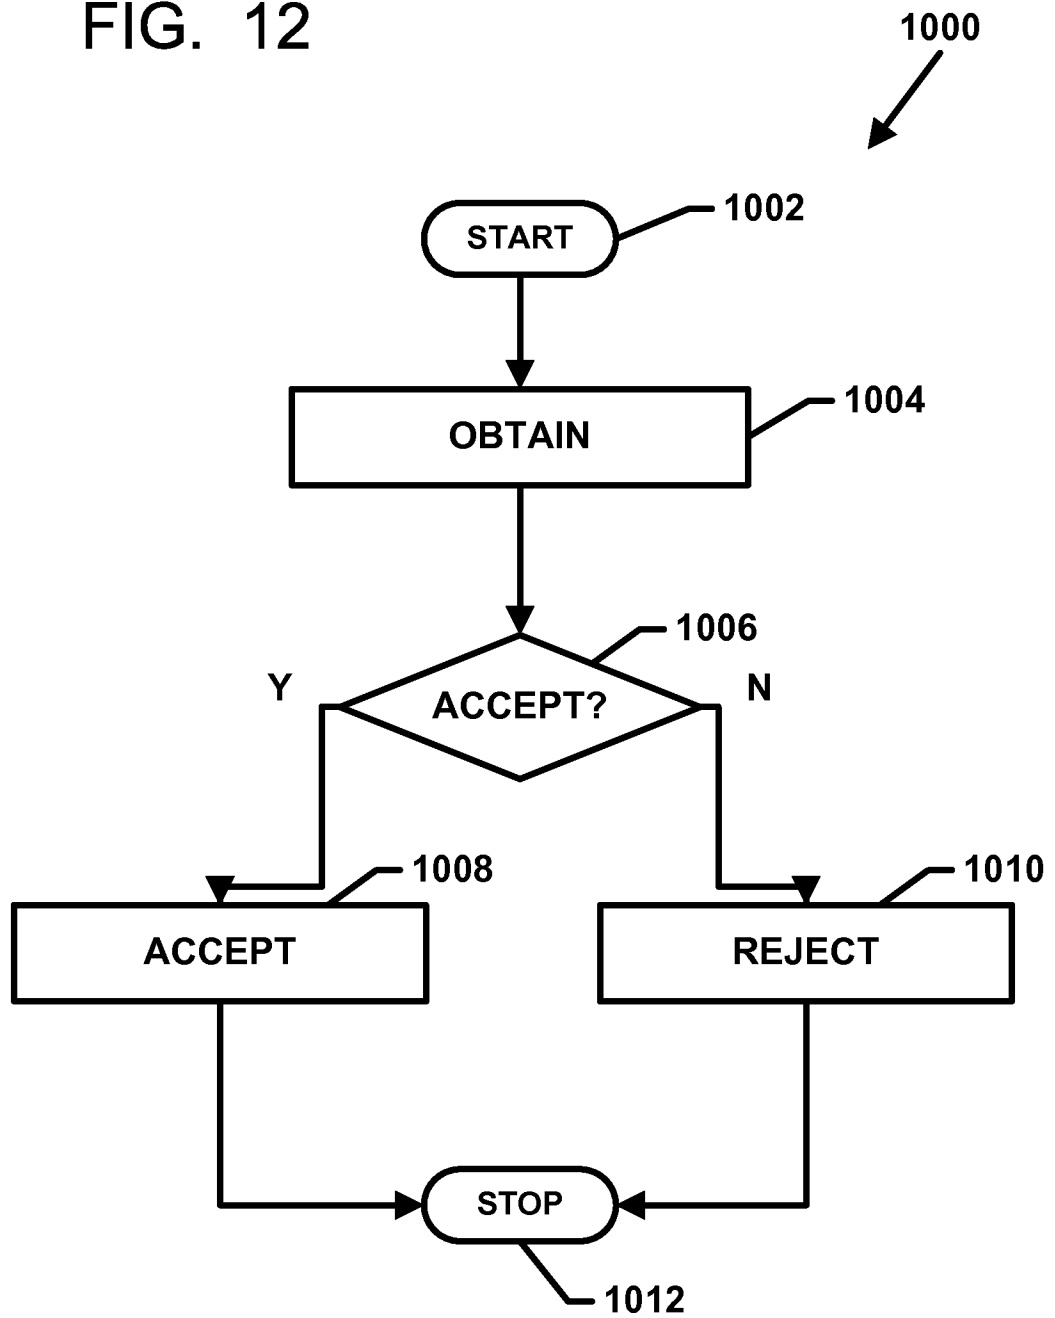 FIG. 12
1000
START
1002
OBTAIN
1004
1006
Y
ACCEPT?
N
1008
1010
ACCEPT
REJECT
STOP
1012